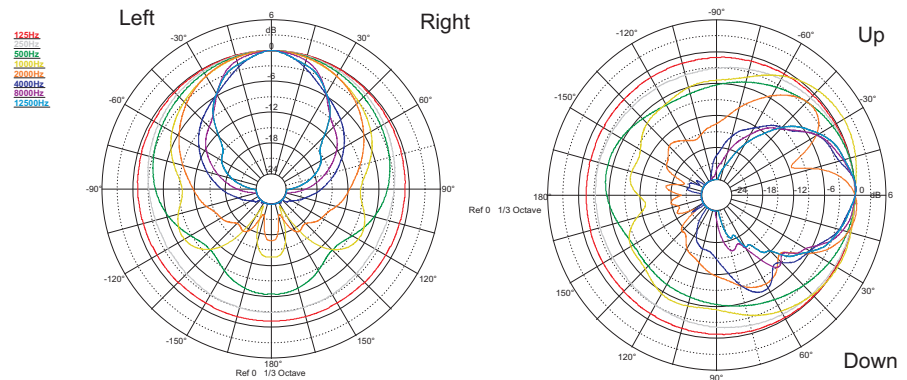 Left
Right
125Hz
250Hz
500Hz
1000Hz
2000Hz
4000Hz
8000Hz
12500Hz
6
dB
0
-6
-12
-18
-24
-30°
30°
-60°
60°
-90°
90°
-120°
120°
-150°
150°
180°
Ref 0 1/3 Octave
Up
Down
-90°
-120°
-60°
-150°
-30°
180°
-24 -18 -12 -6 0 dB 6
Ref 0 1/3 Octave
150°
30°
120°
60°
90°